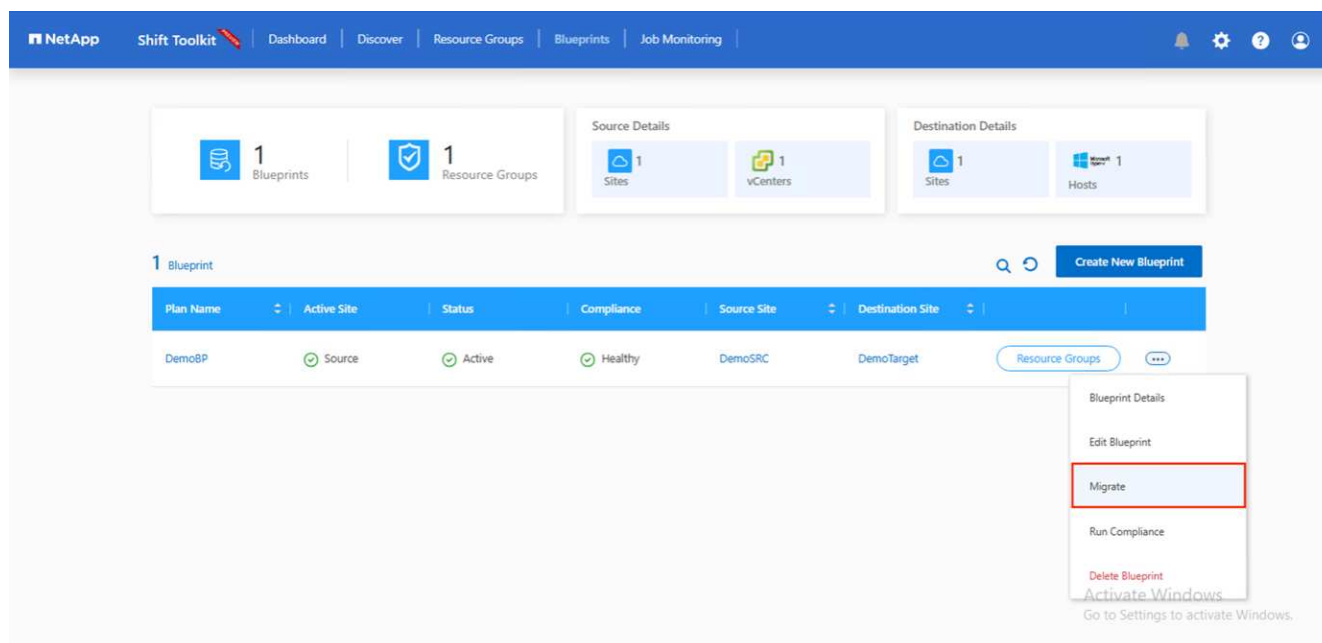 NetApp Shift Toolkit Dashboard Discover Resource Groups Blueprints Job Monitoring
1
Blueprints
1
Resource Groups
Source Details
1
Sites
1
vCenters
Destination Details
1
Sites
Microsoft
1
Hosts
1 Blueprint
Create New Blueprint
Plan Name Active Site Status Compliance Source Site Destination Site
DemoBP Source Active Healthy DemoSRC DemoTarget Resource Groups
Blueprint Details
Edit Blueprint
Migrate
Run Compliance
Delete Blueprint
Activate Windows
Go to Settings to activate Windows.